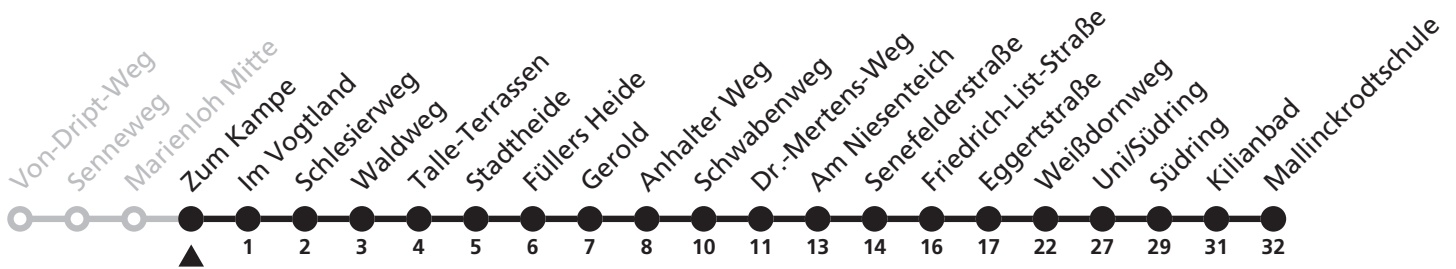 Von-Dript-Weg
Senneweg
Marienloh Mitte
Zum Kampe
Im Vogtland
Schlesierweg
Waldweg
Talle-Terrassen
Stadtheide
Füllers Heide
Gerold
Anhalter Weg
Schwabenweg
Dr.-Mertens-Weg
Am Niesenteich
Senefelderstraße
Friedrich-List-Straße
Eggertstraße
Weißdornweg
Uni/Südring
Südring
Kilianbad
Mallinckrodtschule
1 2 3 4 5 6 7 8 10 11 13 14 16 17 22 27 29 31 32